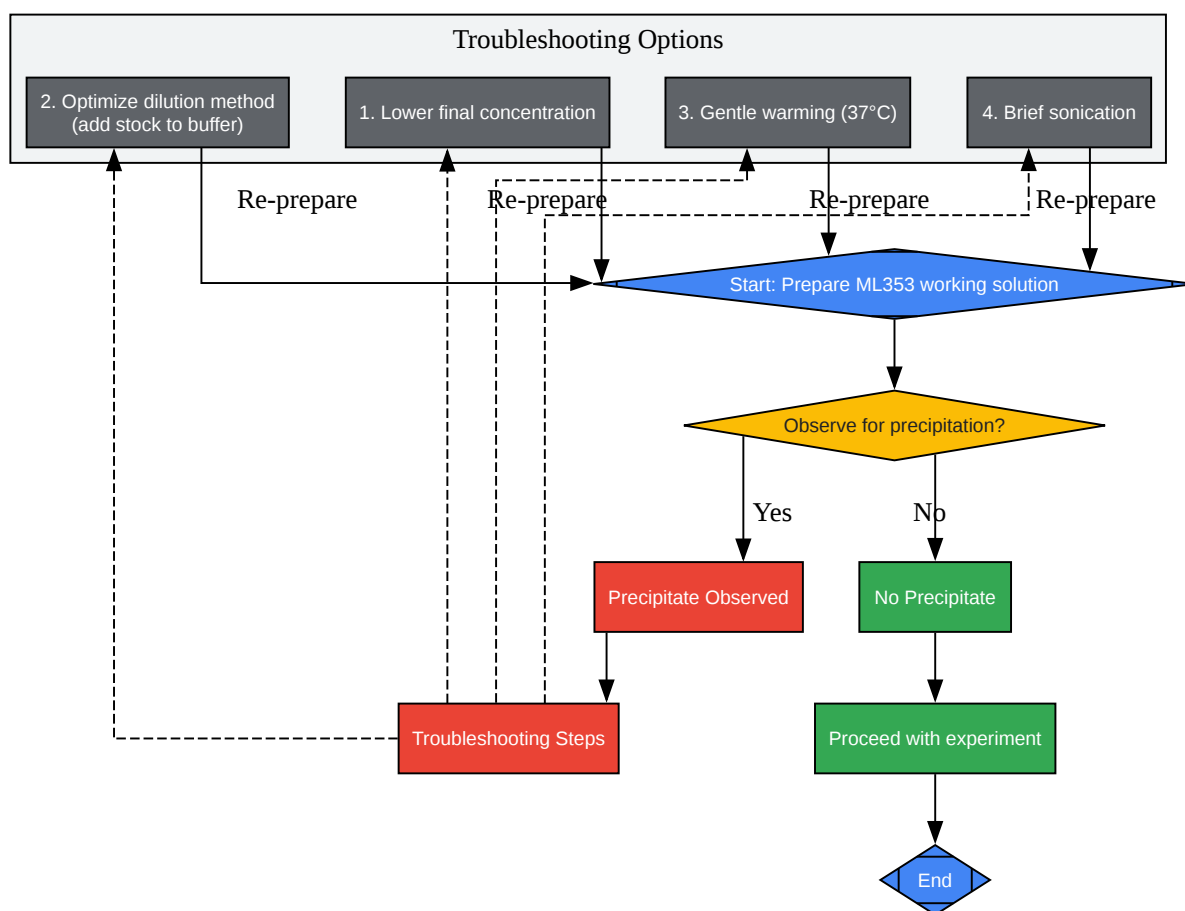 Troubleshooting Options
2. Optimize dilution method
(add stock to buffer)
1. Lower final concentration
3. Gentle warming (37°C)
4. Brief sonication
Re-prepare
Re-prepare
Re-prepare
Re-prepare
Start: Prepare ML353 working solution
Observe for precipitation?
Yes
No
Precipitate Observed
No Precipitate
Troubleshooting Steps
Proceed with experiment
End